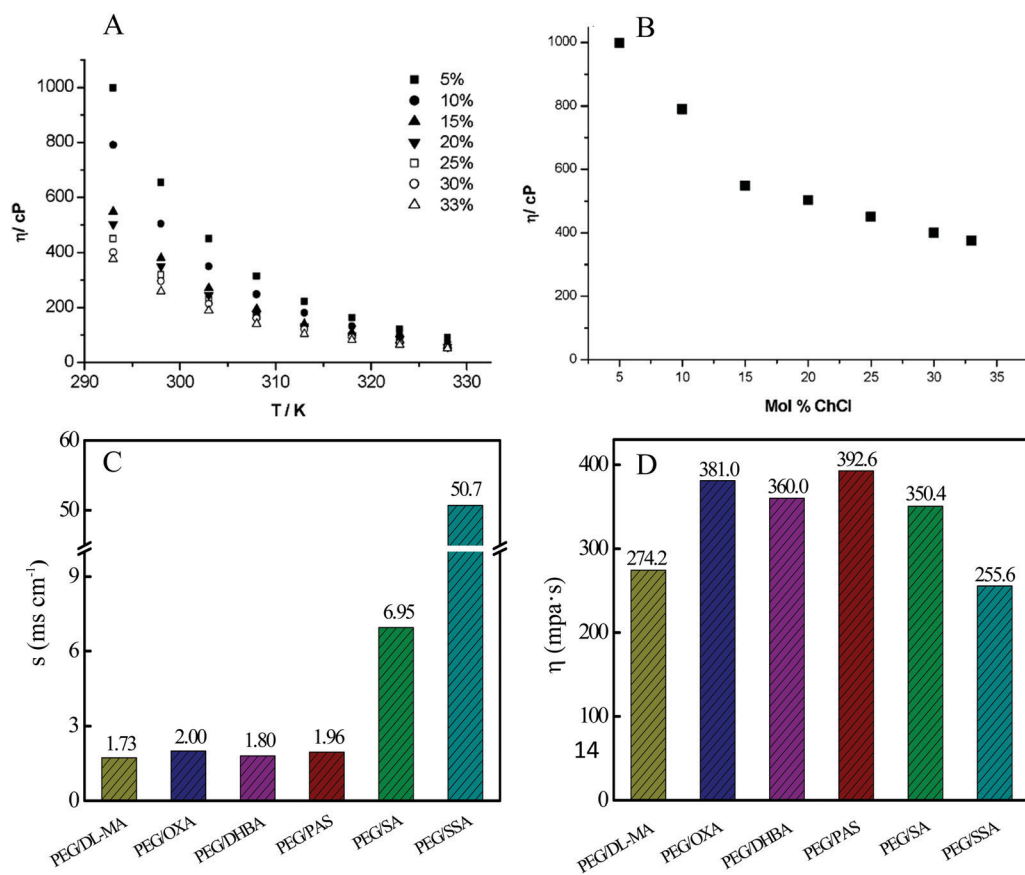 A
1000
800
600
400
200
0
η/ cP
290
300
310
320
330
T / K
5%
10%
15%
20%
25%
30%
33%
B
1000
800
600
400
200
0
η/ cP
5
10
15
20
25
30
35
Mol % ChCl
C
60
50
9
6
3
0
s (ms cm⁻¹)
1.73
2.00
1.80
1.96
6.95
50.7
PEG/DL-MA
PEG/OXA
PEG/DHBA
PEG/PAS
PEG/SA
PEG/SSA
D
400
300
200
100
0
14
η (mpa·s)
274.2
381.0
360.0
392.6
350.4
255.6
PEG/DL-MA
PEG/OXA
PEG/DHBA
PEG/PAS
PEG/SA
PEG/SSA